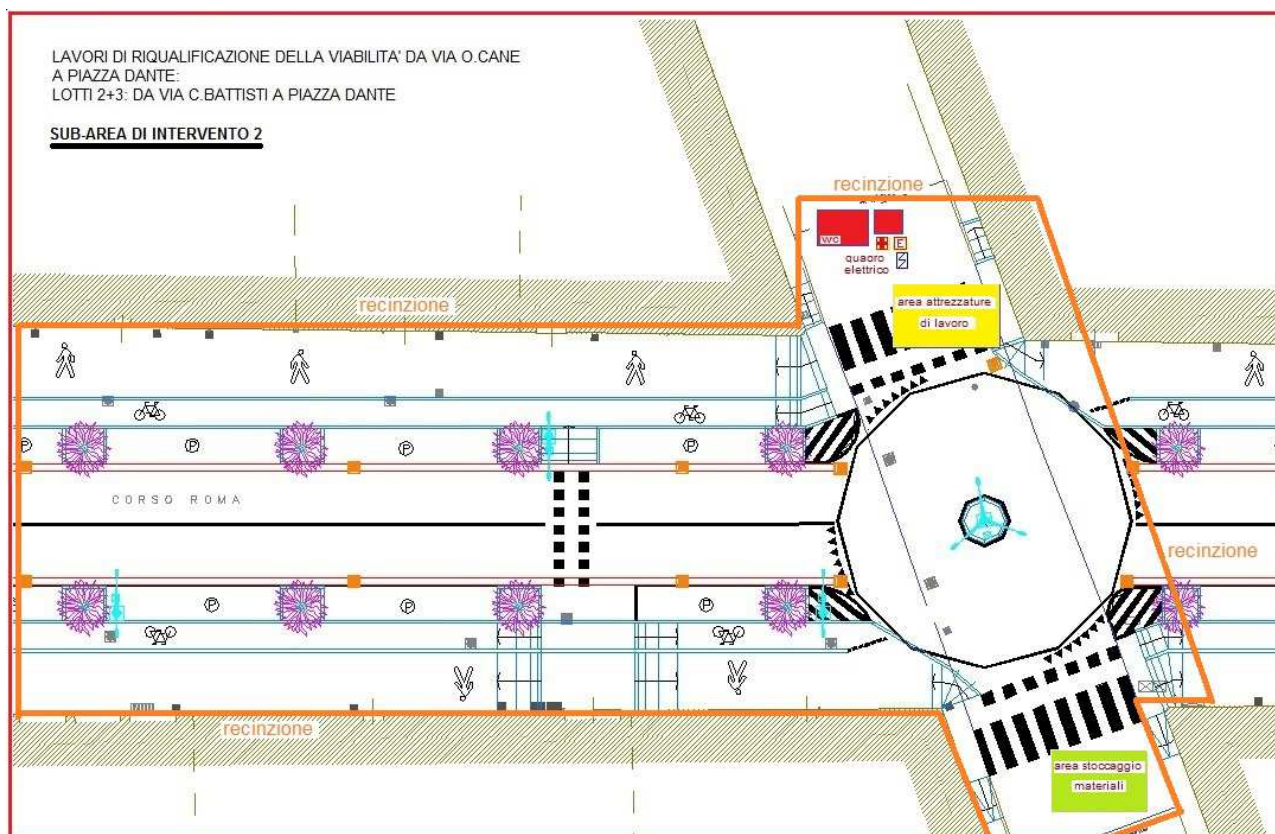 LAVORI DI RIQUALIFICAZIONE DELLA VIABILITA' DA VIA O.CANE
A PIAZZA DANTE:
LOTTI 2+3: DA VIA C.BATTISTI A PIAZZA DANTE
SUB-AREA DI INTERVENTO 2
recinzione
WC
E
quadro
elettrico
area attrezzature
di lavoro
recinzione
P
P
P
P
CORSO ROMA
recinzione
P
P
P
recinzione
area stoccaggio
materiali